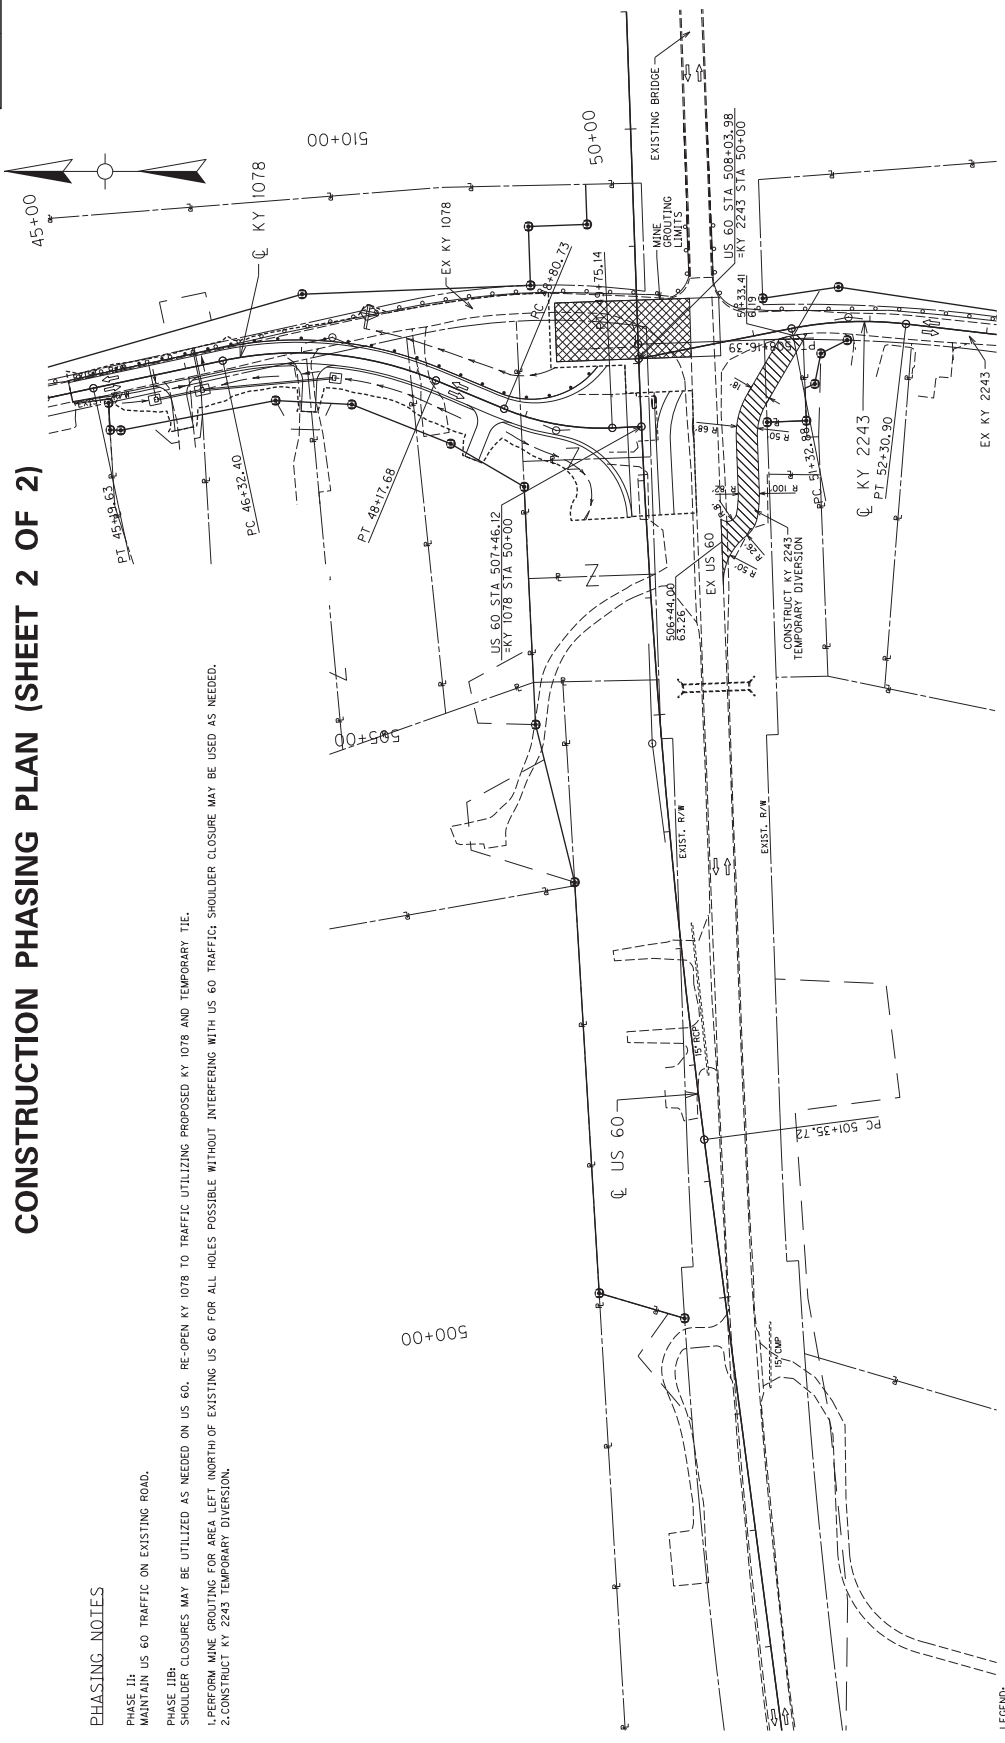 CONSTRUCTION PHASING PLAN (SHEET 2 OF 2)
PHASING NOTES
PHASE II:
MAINTAIN US 60 TRAFFIC ON EXISTING ROAD.
PHASE IIB:
SHOULDER CLOSURES MAY BE UTILIZED AS NEEDED ON US 60. RE-OPEN KY 1078 TO TRAFFIC UTILIZING PROPOSED KY 1078 AND TEMPORARY TIE.
1.PERFORM MINE GROUTING FOR AREA LEFT (NORTH) OF EXISTING US 60 FOR ALL HOLES POSSIBLE WITHOUT INTERFERING WITH US 60 TRAFFIC; SHOULDER CLOSURE MAY BE USED AS NEEDED.
2.CONSTRUCT KY 2243 TEMPORARY DIVERSION.
45+00
℄ KY 1078
510+00
50+00
EX KY 1078
EXISTING BRIDGE
MINE
GROUTING
LIMITS
US 60 STA 508+03.98
=KY 2243 STA 50+00
PT 45+19.63
PC 46+32.40
PT 48+17.68
PC 48+80.73
US 60 STA 507+46.12
=KY 1078 STA 50+00
506+44.00
63.26
EX US 60
CONSTRUCT KY 2243
TEMPORARY DIVERSION
18'
R 68'
R 50'
R 100'
R 26'
R 50'
℄ KY 2243
PT 52+30.90
EX KY 2243
505+00
EXIST. R/W
EXIST. R/W
15" RCP
℄ US 60
PC 501+35.72
500+00
15" CMP
LEGEND: